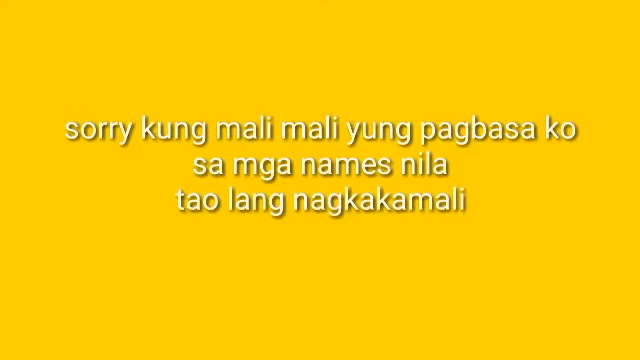 sorry kung mali mali yung pagbasa ko
sa mga names nila
tao lang nagkakamali